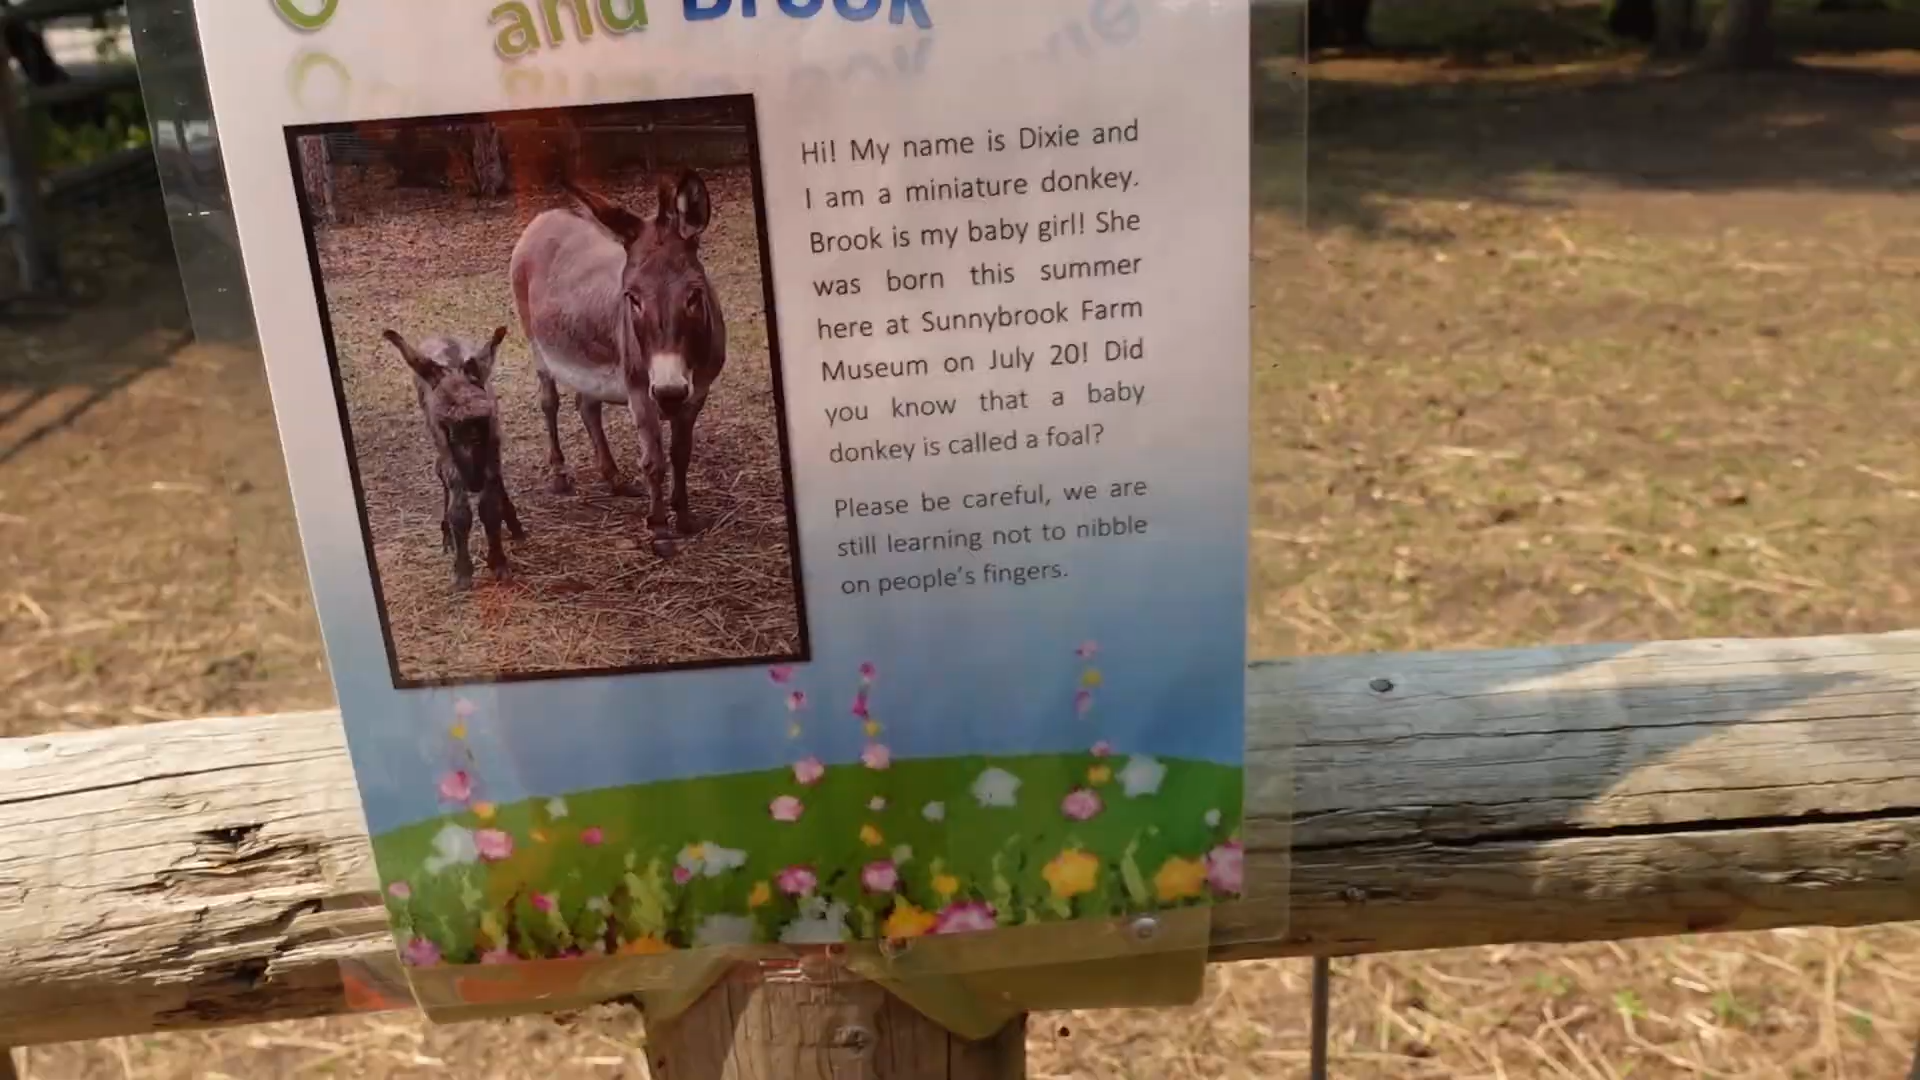 and Brook
Hi! My name is Dixie and
I am a miniature donkey.
Brook is my baby girl! She
was born this summer
here at Sunnybrook Farm
Museum on July 20! Did
you know that a baby
donkey is called a foal?
Please be careful, we are
still learning not to nibble
on people's fingers.